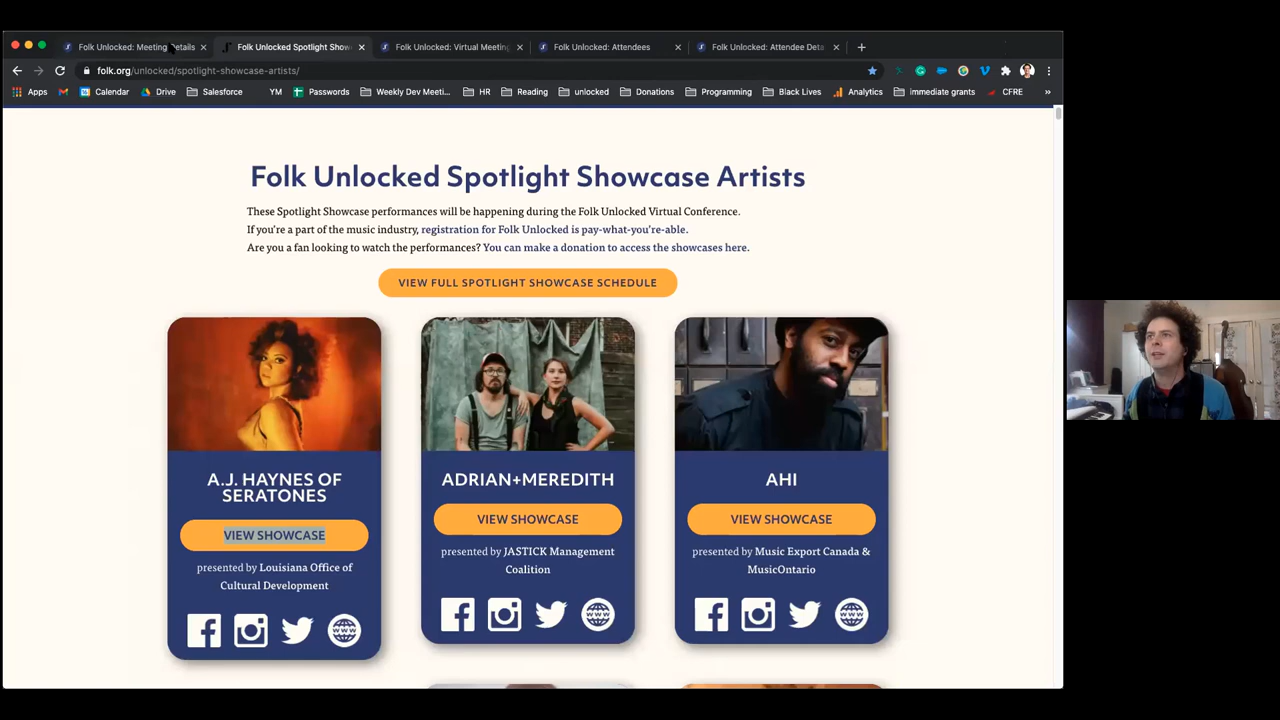 Folk Unlocked: Meeting Details
Folk Unlocked Spotlight Show
Folk Unlocked: Virtual Meeting
Folk Unlocked: Attendees
Folk Unlocked: Attendee Deta
folk.org/unlocked/spotlight-showcase-artists/
Apps
Calendar
Drive
Salesforce
YM
Passwords
Weekly Dev Meeti...
HR
Reading
unlocked
Donations
Programming
Black Lives
Analytics
immediate grants
CFRE
»
Folk Unlocked Spotlight Showcase Artists
These Spotlight Showcase performances will be happening during the Folk Unlocked Virtual Conference.
If you're a part of the music industry, registration for Folk Unlocked is pay-what-you're-able.
Are you a fan looking to watch the performances? You can make a donation to access the showcases here.
VIEW FULL SPOTLIGHT SHOWCASE SCHEDULE
A.J. HAYNES OF
SERATONES
VIEW SHOWCASE
presented by Louisiana Office of
Cultural Development
ADRIAN+MEREDITH
VIEW SHOWCASE
presented by JASTICK Management
Coalition
AHI
VIEW SHOWCASE
presented by Music Export Canada &
MusicOntario